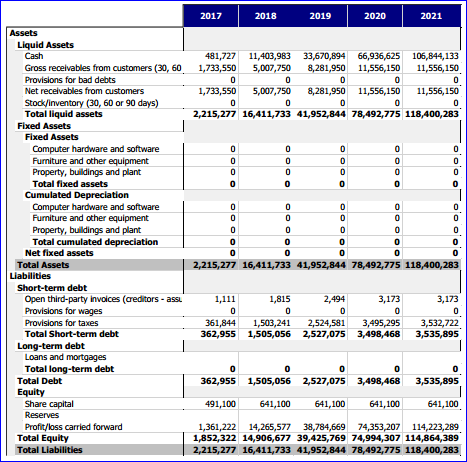 2017 2018 2019 2020 2021
Assets
Liquid Assets
Cash 481,727 11,403,983 33,670,894 66,936,625 106,844,133
Gross receivables from customers (30, 60 1,733,550 5,007,750 8,281,950 11,556,150 11,556,150
Provisions for bad debts 0 0 0 0 0
Net receivables from customers 1,733,550 5,007,750 8,281,950 11,556,150 11,556,150
Stock/inventory (30, 60 or 90 days) 0 0 0 0 0
Total liquid assets 2,215,277 16,411,733 41,952,844 78,492,775 118,400,283
Fixed Assets
Fixed Assets
Computer hardware and software 0 0 0 0 0
Furniture and other equipment 0 0 0 0 0
Property, buildings and plant 0 0 0 0 0
Total fixed assets 0 0 0 0 0
Cumulated Depreciation
Computer hardware and software 0 0 0 0 0
Furniture and other equipment 0 0 0 0 0
Property, buildings and plant 0 0 0 0 0
Total cumulated depreciation 0 0 0 0 0
Net fixed assets 0 0 0 0 0
Total Assets 2,215,277 16,411,733 41,952,844 78,492,775 118,400,283
Liabilities
Short-term debt
Open third-party invoices (creditors - assu 1,111 1,815 2,494 3,173 3,173
Provisions for wages 0 0 0 0 0
Provisions for taxes 361,844 1,503,241 2,524,581 3,495,295 3,532,722
Total Short-term debt 362,955 1,505,056 2,527,075 3,498,468 3,535,895
Long-term debt
Loans and mortgages
Total long-term debt 0 0 0 0 0
Total Debt 362,955 1,505,056 2,527,075 3,498,468 3,535,895
Equity
Share capital 491,100 641,100 641,100 641,100 641,100
Reserves
Profit/loss carried forward 1,361,222 14,265,577 38,784,669 74,353,207 114,223,289
Total Equity 1,852,322 14,906,677 39,425,769 74,994,307 114,864,389
Total Liabilities 2,215,277 16,411,733 41,952,844 78,492,775 118,400,283